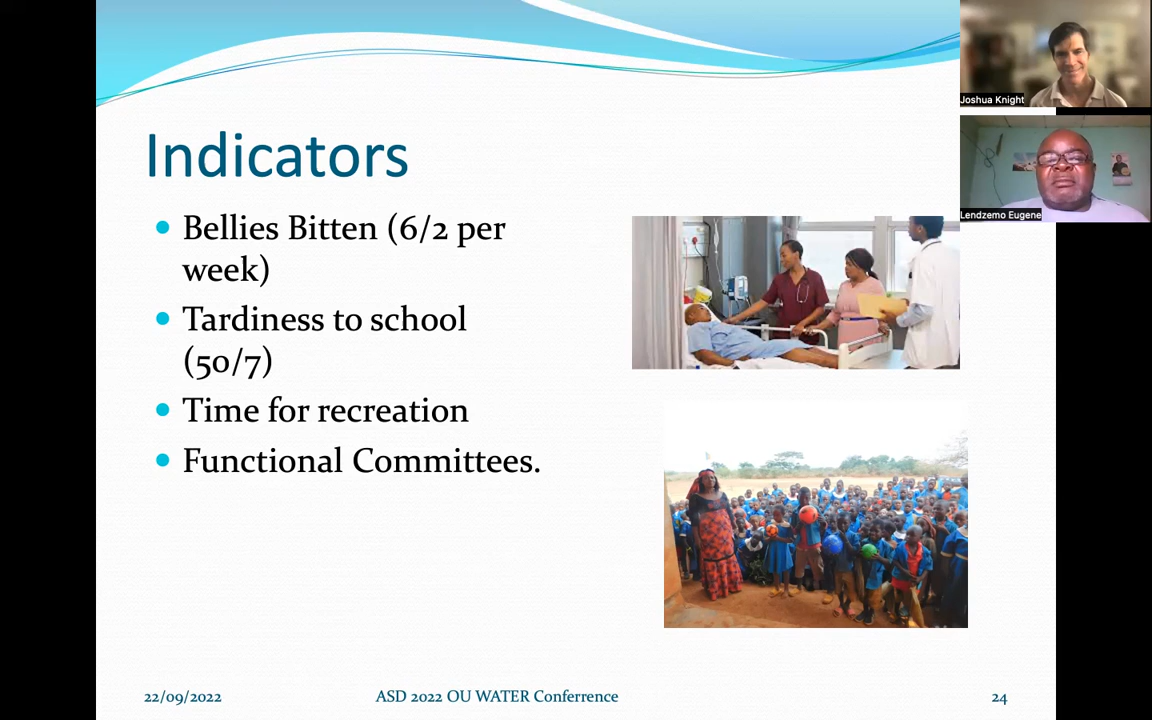 Joshua Knight
Lendzemo Eugene
Indicators
Bellies Bitten (6/2 per
week)
Tardiness to school
(50/7)
Time for recreation
Functional Committees.
22/09/2022
ASD 2022 OU WATER Conferrence
24